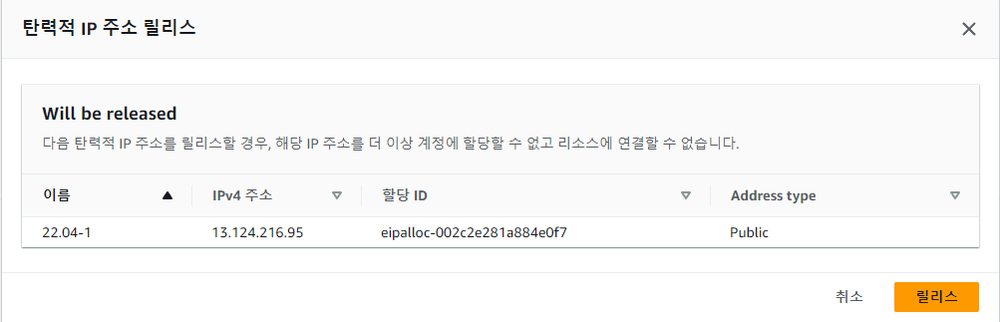 탄력적 IP 주소 릴리스
Will be released
다음 탄력적 IP 주소를 릴리스할 경우, 해당 IP 주소를 더 이상 계정에 할당할 수 없고 리소스에 연결할 수 없습니다.
이름 IPv4 주소 할당 ID Address type
22.04-1 13.124.216.95 eipalloc-002c2e281a884e0f7 Public
취소 릴리스